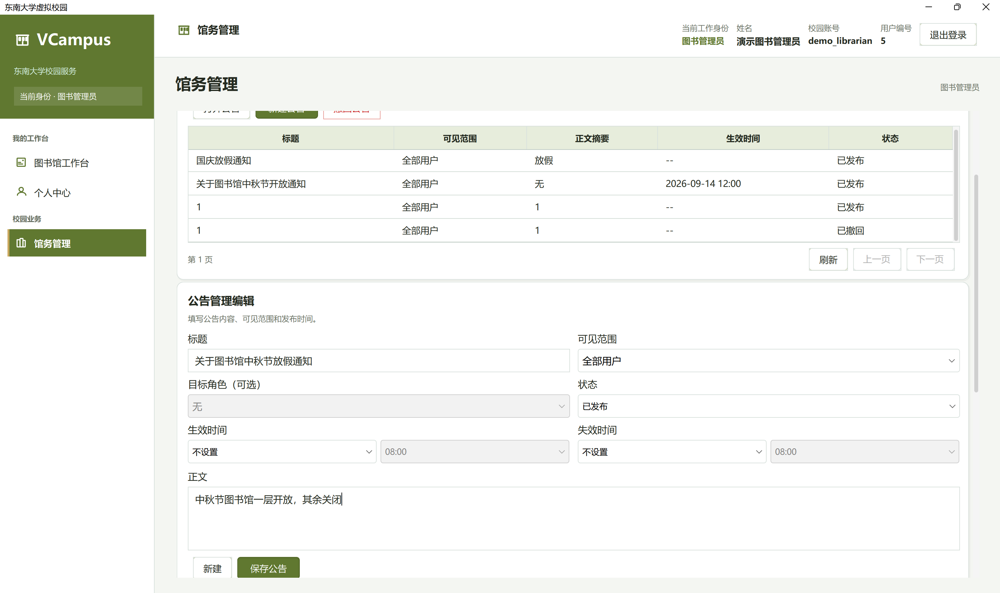 东南大学虚拟校园
VCampus
东南大学校园服务
当前身份 · 图书管理员
我的工作台
图书馆工作台
个人中心
校园业务
馆务管理
馆务管理
当前工作身份 姓名 校园账号 用户编号
图书管理员 演示图书管理员 demo_librarian 5
退出登录
馆务管理
图书管理员
打开公告 新建公告 撤回公告
标题 可见范围 正文摘要 生效时间 状态
国庆放假通知 全部用户 放假 -- 已发布
关于图书馆中秋节开放通知 全部用户 无 2026-09-14 12:00 已发布
1 全部用户 1 -- 已发布
1 全部用户 1 -- 已撤回
第 1 页 刷新 上一页 下一页
公告管理编辑
填写公告内容、可见范围和发布时间。
标题 可见范围
关于图书馆中秋节放假通知 全部用户
目标角色（可选） 状态
无 已发布
生效时间 失效时间
不设置 08:00 不设置 08:00
正文
中秋节图书馆一层开放，其余关闭
新建 保存公告